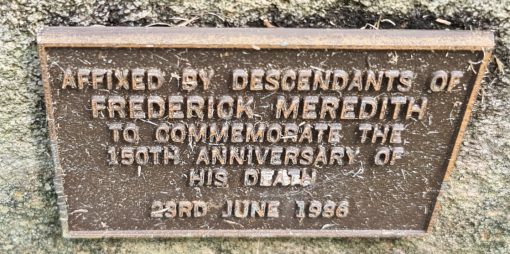 AFFIXED BY DESCENDANTS OF
FREDERICK MEREDITH
TO COMMEMORATE THE
150TH ANNIVERSARY OF
HIS DEATH
23RD JUNE 1986